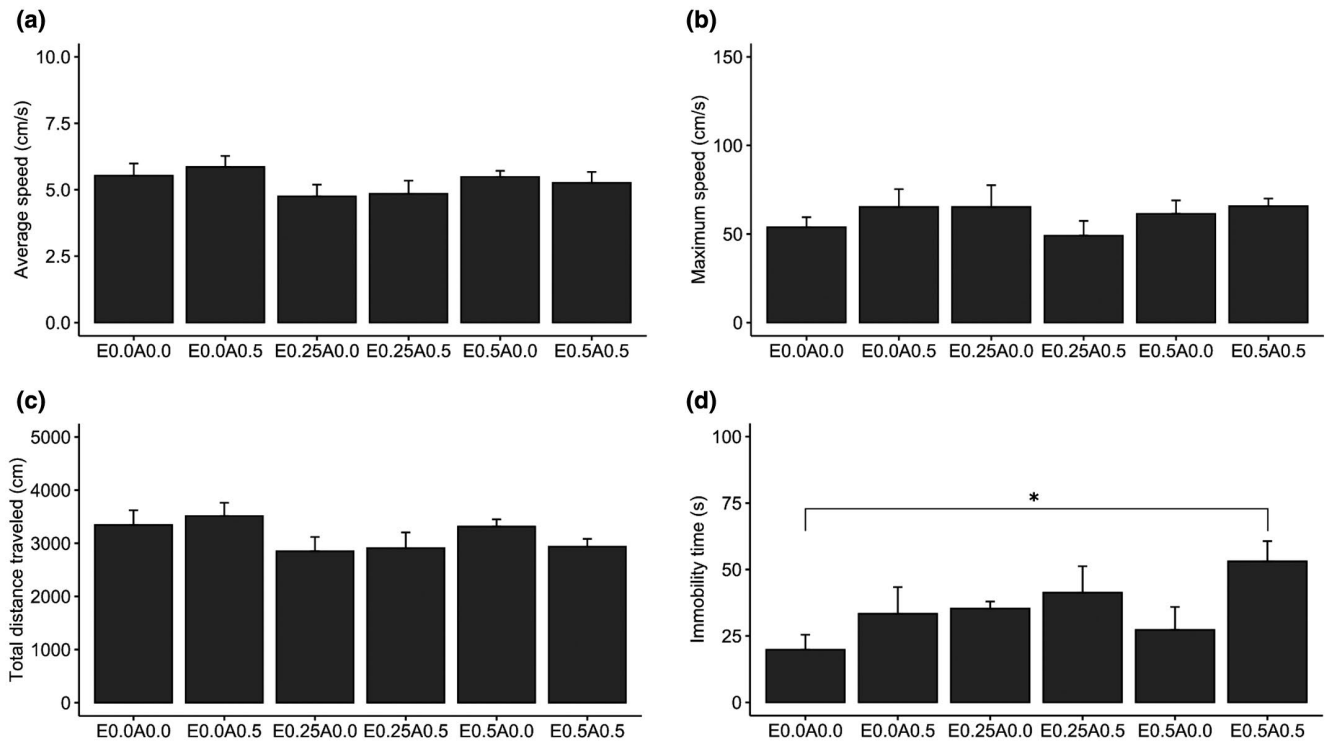 (a)
Average speed (cm/s)
10.0
7.5
5.0
2.5
0.0
E0.0A0.0 E0.0A0.5 E0.25A0.0 E0.25A0.5 E0.5A0.0 E0.5A0.5
(b)
Maximum speed (cm/s)
150
100
50
0
E0.0A0.0 E0.0A0.5 E0.25A0.0 E0.25A0.5 E0.5A0.0 E0.5A0.5
(c)
Total distance traveled (cm)
5000
4000
3000
2000
1000
0
E0.0A0.0 E0.0A0.5 E0.25A0.0 E0.25A0.5 E0.5A0.0 E0.5A0.5
(d)
Immobility time (s)
100
75
50
25
0
*
E0.0A0.0 E0.0A0.5 E0.25A0.0 E0.25A0.5 E0.5A0.0 E0.5A0.5